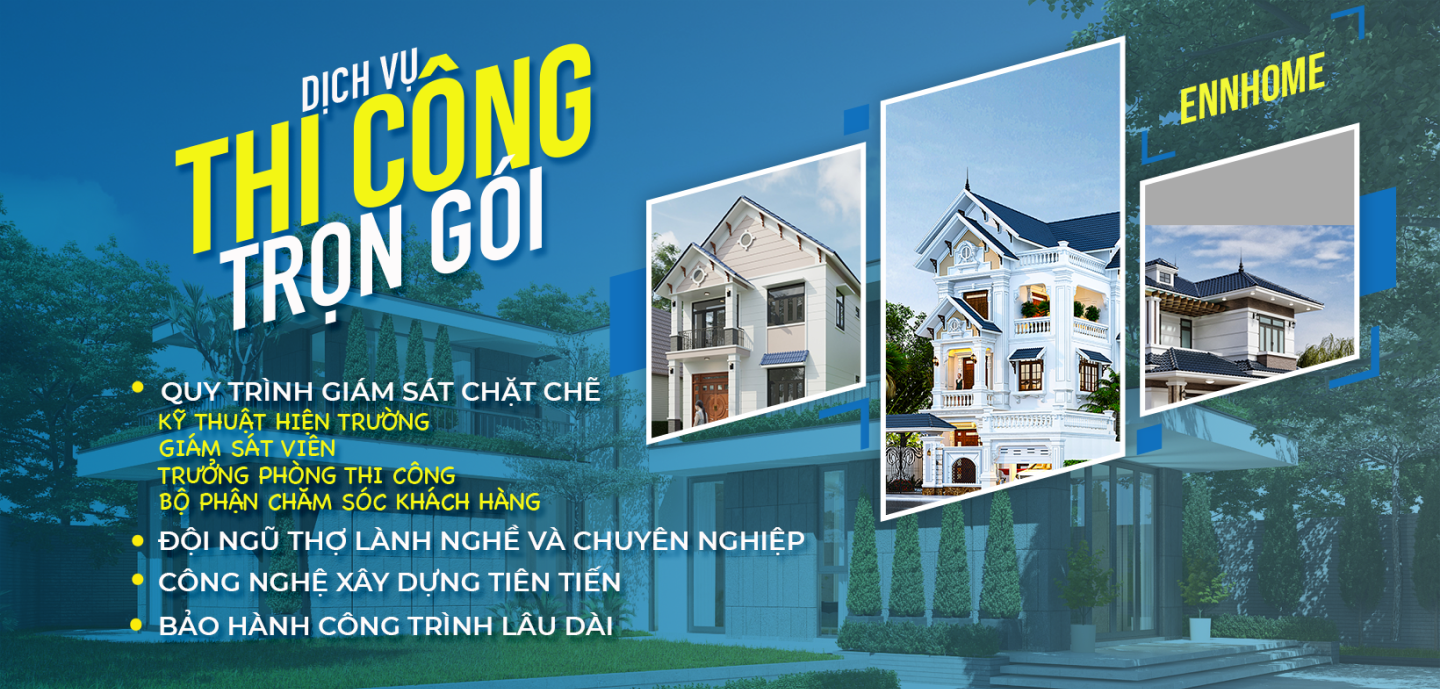 DỊCH VỤ
THI CÔNG
TRỌN GÓI
ENNHOME
• QUY TRÌNH GIÁM SÁT CHẶT CHẼ
KỸ THUẬT HIỆN TRƯỜNG
GIÁM SÁT VIÊN
TRƯỞNG PHÒNG THI CÔNG
BỘ PHẬN CHĂM SÓC KHÁCH HÀNG
• ĐỘI NGŨ THỢ LÀNH NGHỀ VÀ CHUYÊN NGHIỆP
• CÔNG NGHỆ XÂY DỰNG TIÊN TIẾN
• BẢO HÀNH CÔNG TRÌNH LÂU DÀI